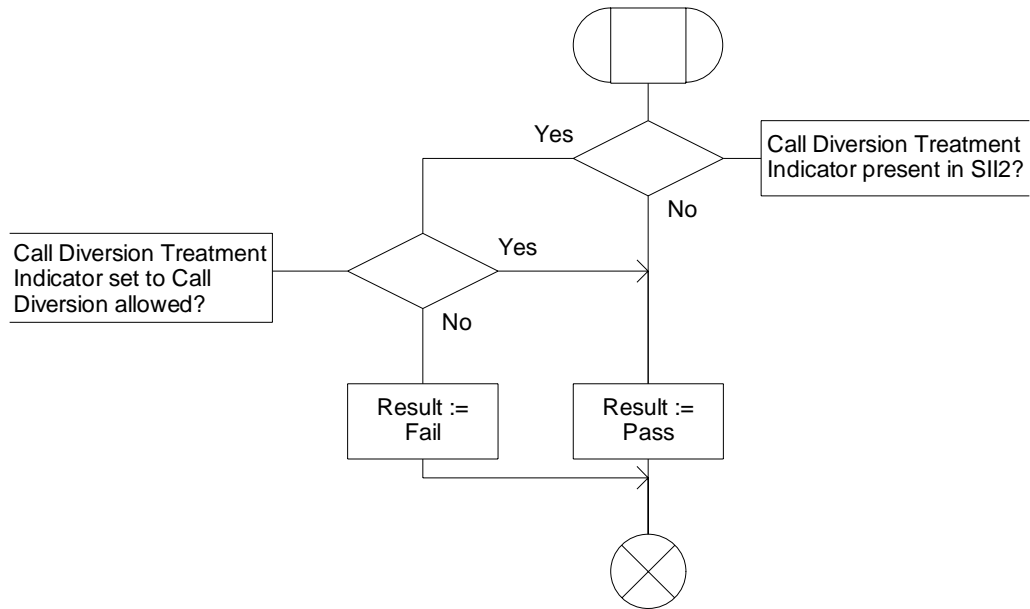 Yes
Call Diversion Treatment
Indicator present in SII2?
No
Call Diversion Treatment
Indicator set to Call
Diversion allowed?
Yes
No
Result :=
Fail
Result :=
Pass